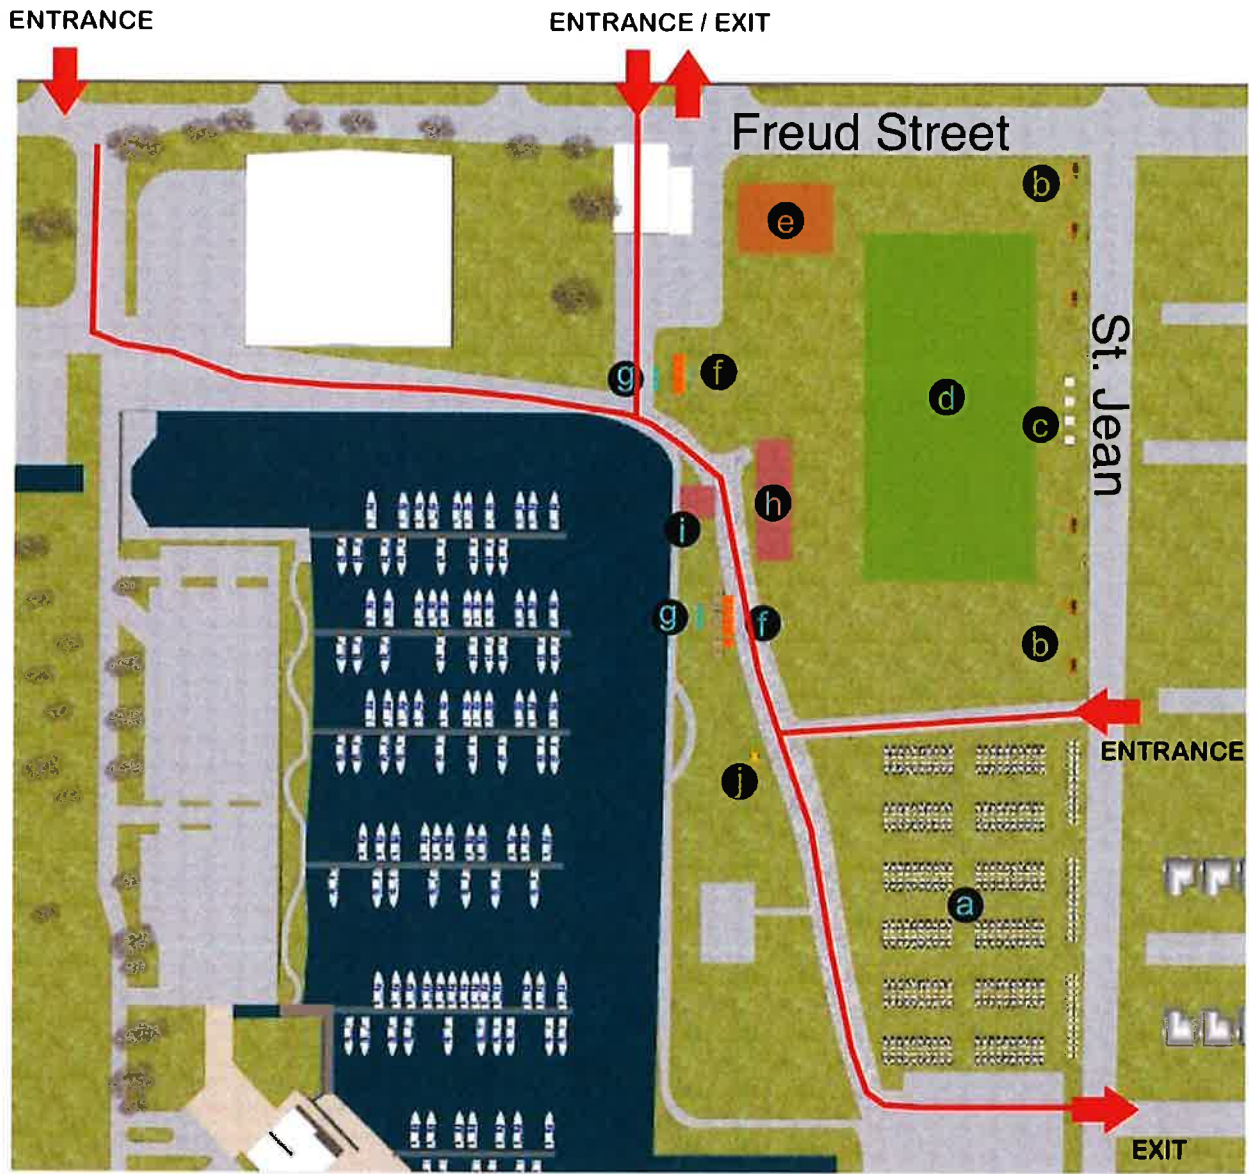 ENTRANCE
ENTRANCE / EXIT
Freud Street
b
e
St. Jean
g
f
d
c
h
i
g
f
b
ENTRANCE
j
a
EXIT